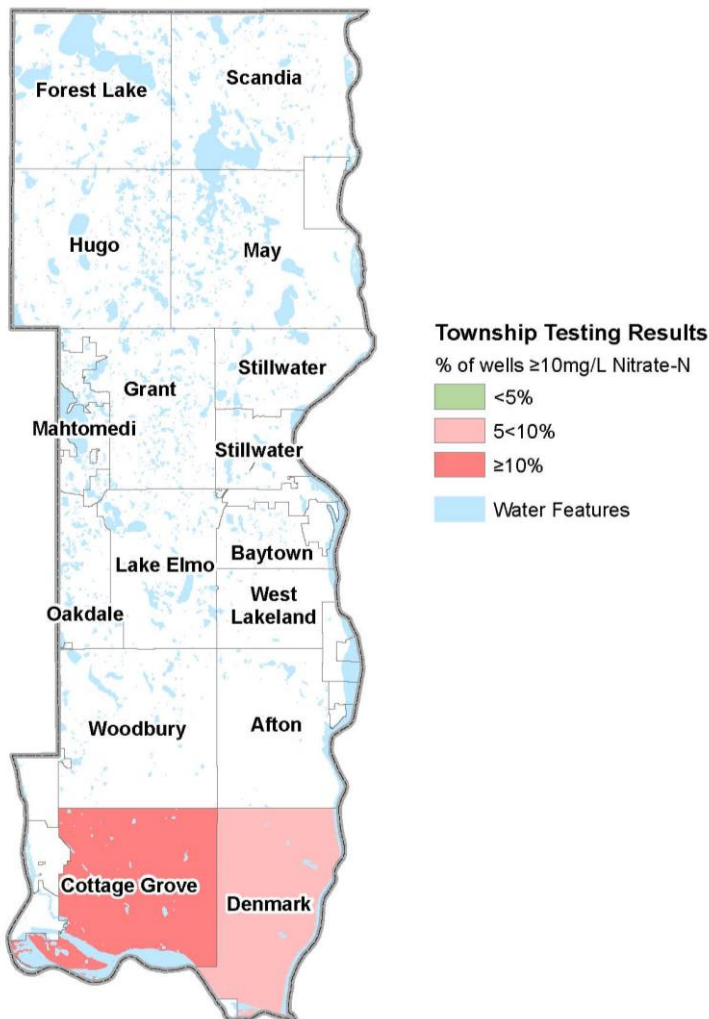 Forest Lake
Scandia
Hugo
May
Stillwater
Grant
Mahtomedi
Stillwater
Baytown
Lake Elmo
West
Lakeland
Oakdale
Woodbury
Afton
Cottage Grove
Denmark
Township Testing Results
% of wells ≥10mg/L Nitrate-N
<5%
5<10%
≥10%
Water Features